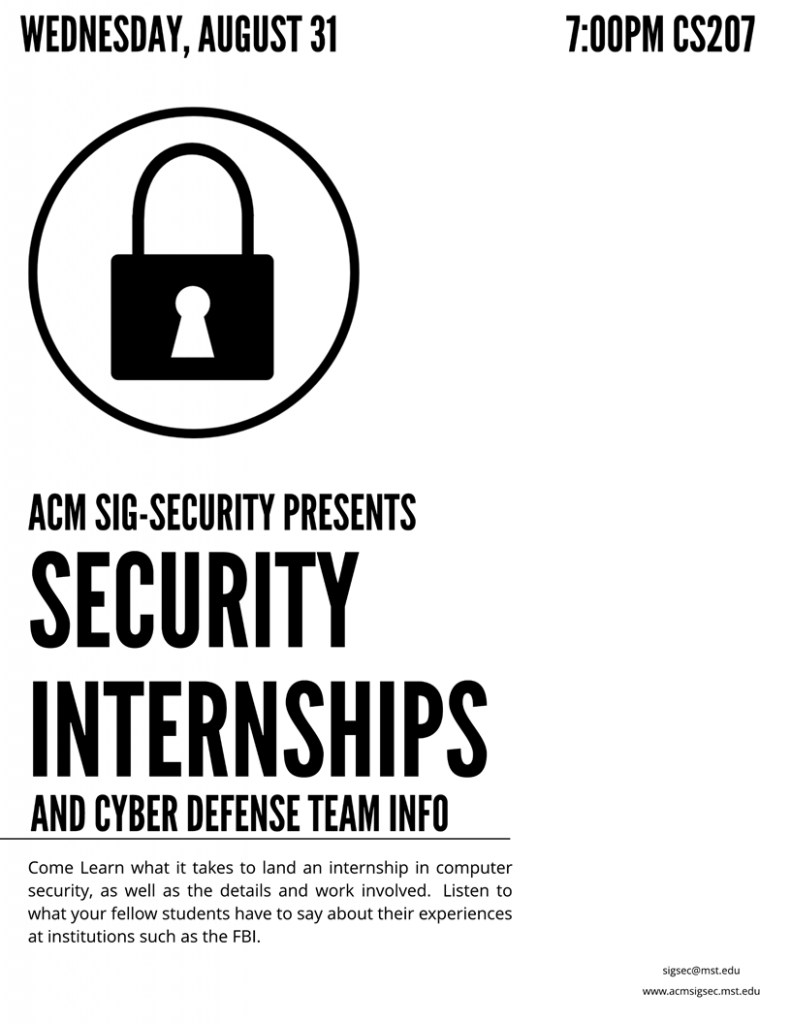 WEDNESDAY, AUGUST 31 7:00PM CS207
ACM SIG-SECURITY PRESENTS
SECURITY
INTERNSHIPS
AND CYBER DEFENSE TEAM INFO
Come Learn what it takes to land an internship in computer
security, as well as the details and work involved.  Listen to
what your fellow students have to say about their experiences
at institutions such as the FBI.
sigsec@mst.edu
www.acmsigsec.mst.edu